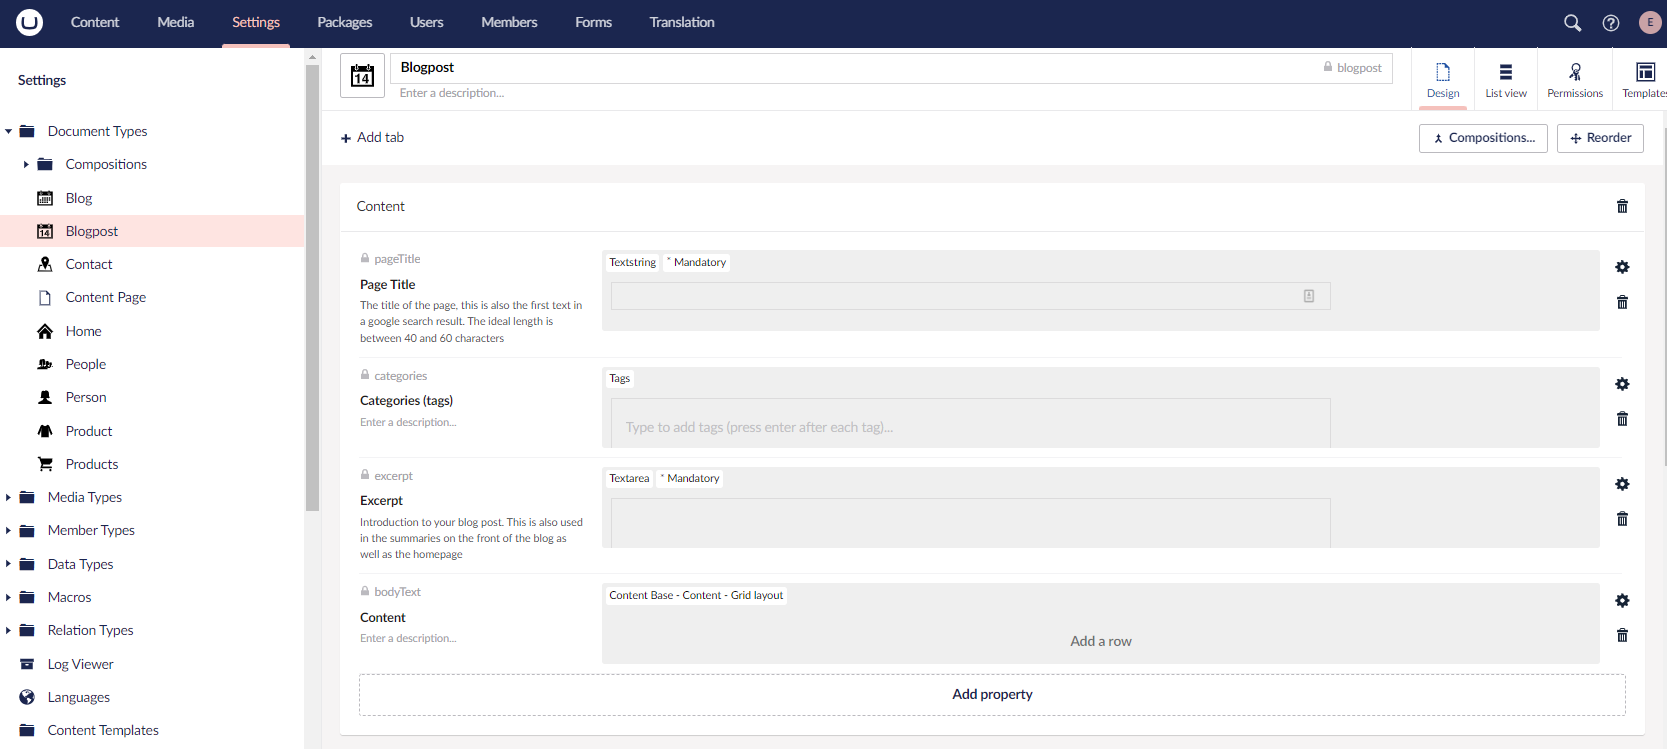 Content Media Settings Packages Users Members Forms Translation E
Settings
Document Types
Compositions
Blog
14 Blogpost
Contact
Content Page
Home
People
Person
Product
Products
Media Types
Member Types
Data Types
Macros
Relation Types
Log Viewer
Languages
Content Templates
14 Blogpost blogpost
Enter a description...
Design List view Permissions Templates
+ Add tab
Compositions... Reorder
Content
pageTitle
Page Title
The title of the page, this is also the first text in
a google search result. The ideal length is
between 40 and 60 characters
Textstring * Mandatory
categories
Categories (tags)
Enter a description...
Tags
Type to add tags (press enter after each tag)...
excerpt
Excerpt
Introduction to your blog post. This is also used
in the summaries on the front of the blog as
well as the homepage
Textarea * Mandatory
bodyText
Content
Enter a description...
Content Base - Content - Grid layout
Add a row
Add property